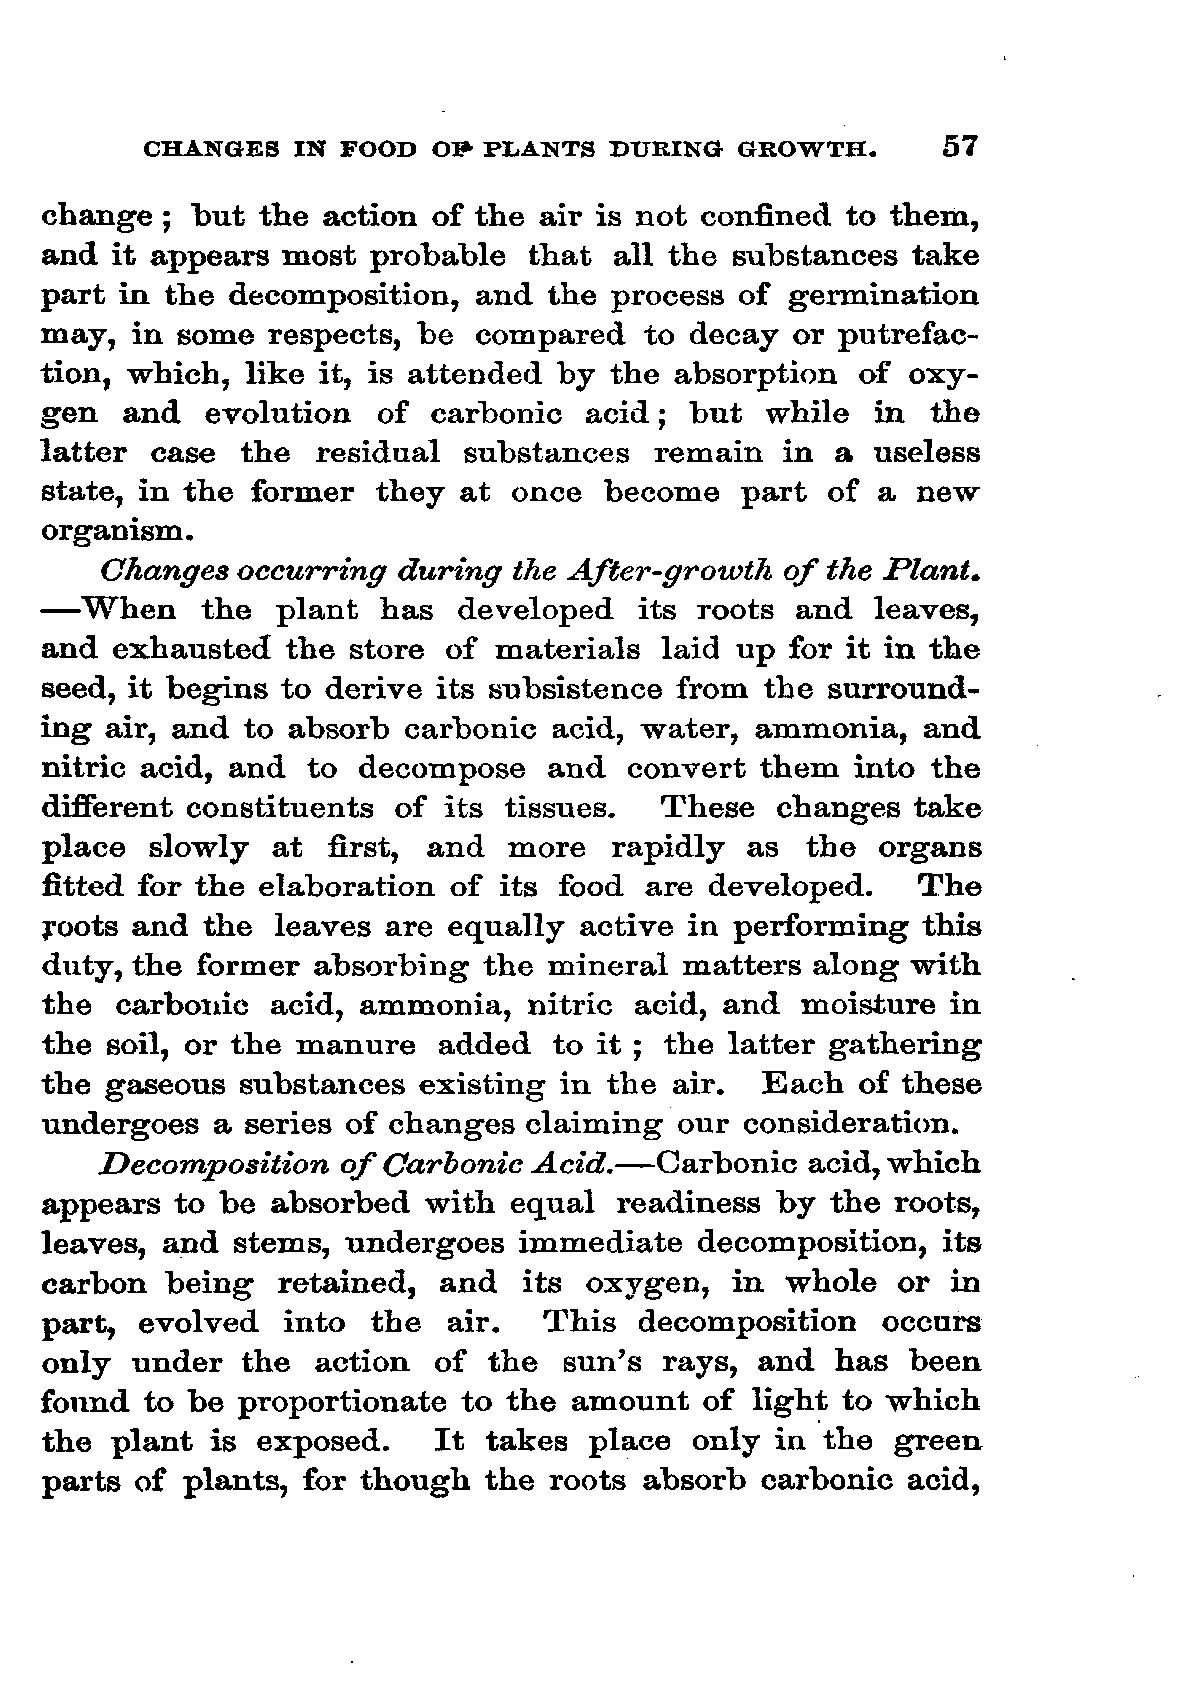 CHANGES IN FOOD OF PLANTS DURING GROWTH. 57
change ; but the action of the air is not confined to them,
and it appears most probable that all the substances take
part in the decomposition, and the process of germination
may, in some respects, be compared to decay or putrefac-
tion, which, like it, is attended by the absorption of oxy-
gen and evolution of carbonic acid ; but while in the
latter case the residual substances remain in a useless
state, in the former they at once become part of a new
organism.
Changes occurring during the After-growth of the Plant.
—When the plant has developed its roots and leaves,
and exhausted the store of materials laid up for it in the
seed, it begins to derive its subsistence from the surround-
ing air, and to absorb carbonic acid, water, ammonia, and
nitric acid, and to decompose and convert them into the
different constituents of its tissues. These changes take
place slowly at first, and more rapidly as the organs
fitted for the elaboration of its food are developed. The
roots and the leaves are equally active in performing this
duty, the former absorbing the mineral matters along with
the carbonic acid, ammonia, nitric acid, and moisture in
the soil, or the manure added to it ; the latter gathering
the gaseous substances existing in the air. Each of these
undergoes a series of changes claiming our consideration.
Decomposition of Carbonic Acid.—Carbonic acid, which
appears to be absorbed with equal readiness by the roots,
leaves, and stems, undergoes immediate decomposition, its
carbon being retained, and its oxygen, in whole or in
part, evolved into the air. This decomposition occurs
only under the action of the sun's rays, and has been
found to be proportionate to the amount of light to which
the plant is exposed. It takes place only in the green
parts of plants, for though the roots absorb carbonic acid,